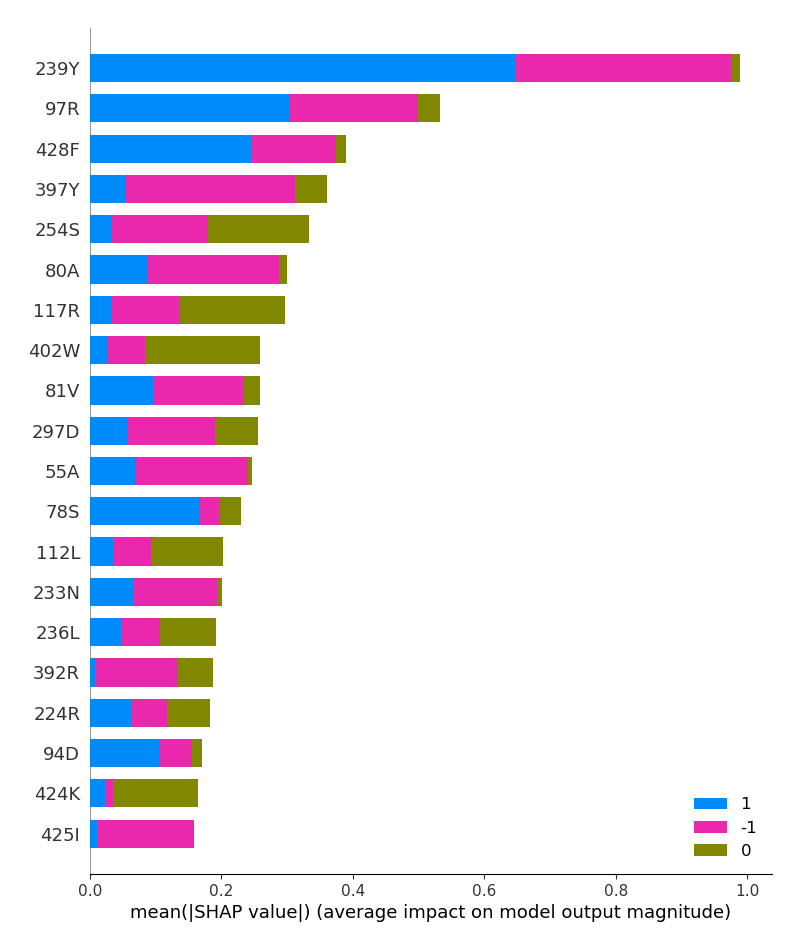 239Y
97R
428F
397Y
254S
80A
117R
402W
81V
297D
55A
78S
112L
233N
236L
392R
224R
94D
424K
425I
1
-1
0
0.0 0.2 0.4 0.6 0.8 1.0
mean(|SHAP value|) (average impact on model output magnitude)